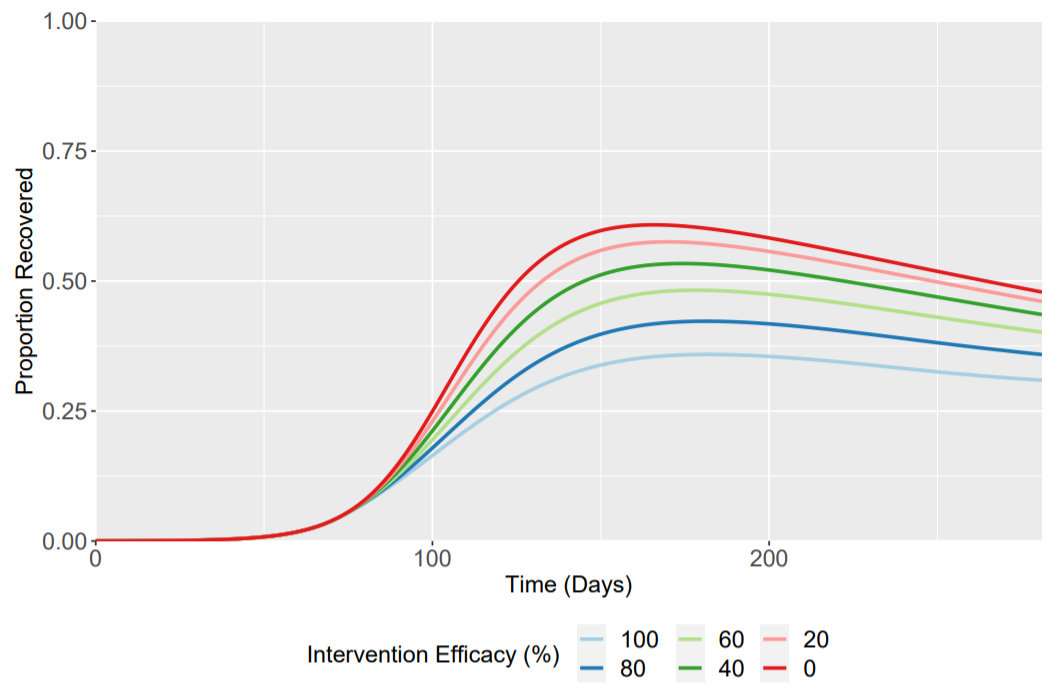 1.00
0.75
0.50
0.25
0.00
Proportion Recovered
0 100 200
Time (Days)
Intervention Efficacy (%)
100 60 20
80 40 0